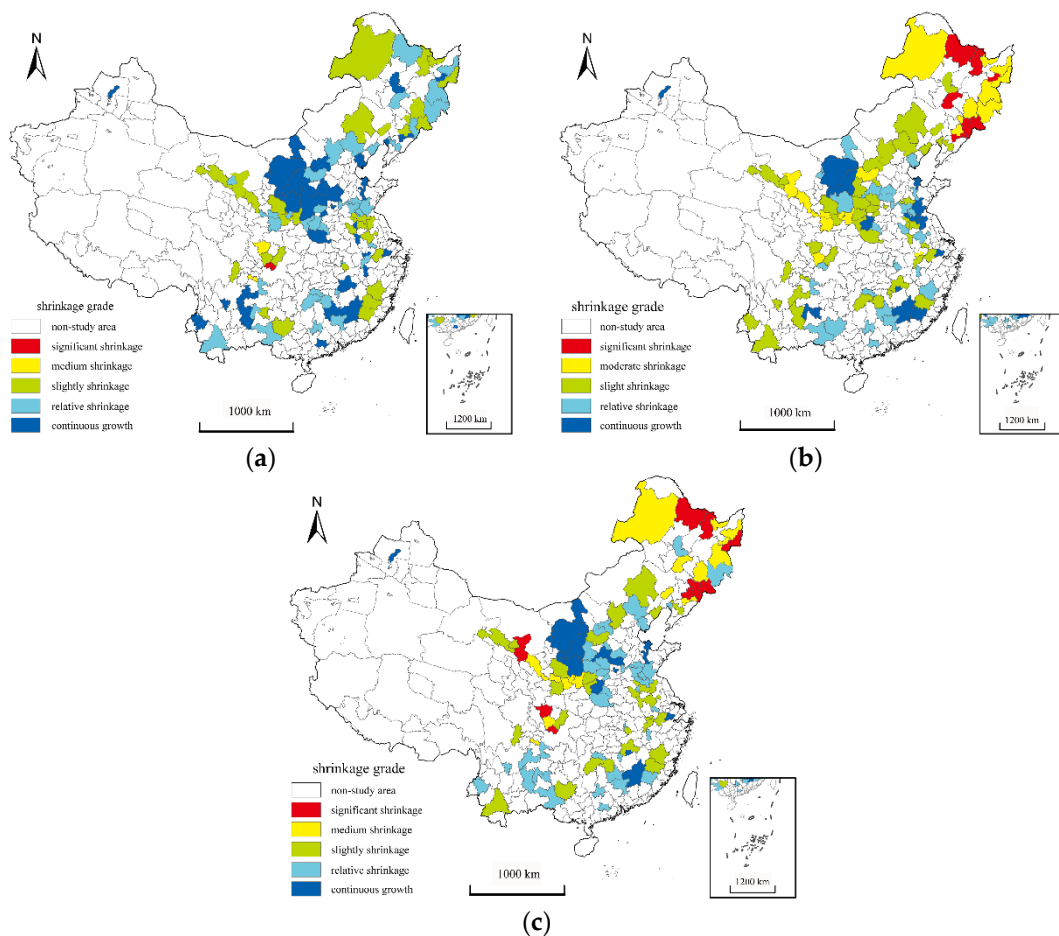 N
shrinkage grade
non-study area
significant shrinkage
medium shrinkage
slightly shrinkage
relative shrinkage
continuous growth
1000 km
1200 km
(a)
N
shrinkage grade
non-study area
significant shrinkage
moderate shrinkage
slight shrinkage
relative shrinkage
continuous growth
1000 km
1200 km
(b)
N
shrinkage grade
non-study area
significant shrinkage
medium shrinkage
slightly shrinkage
relative shrinkage
continuous growth
1000 km
1200 km
(c)